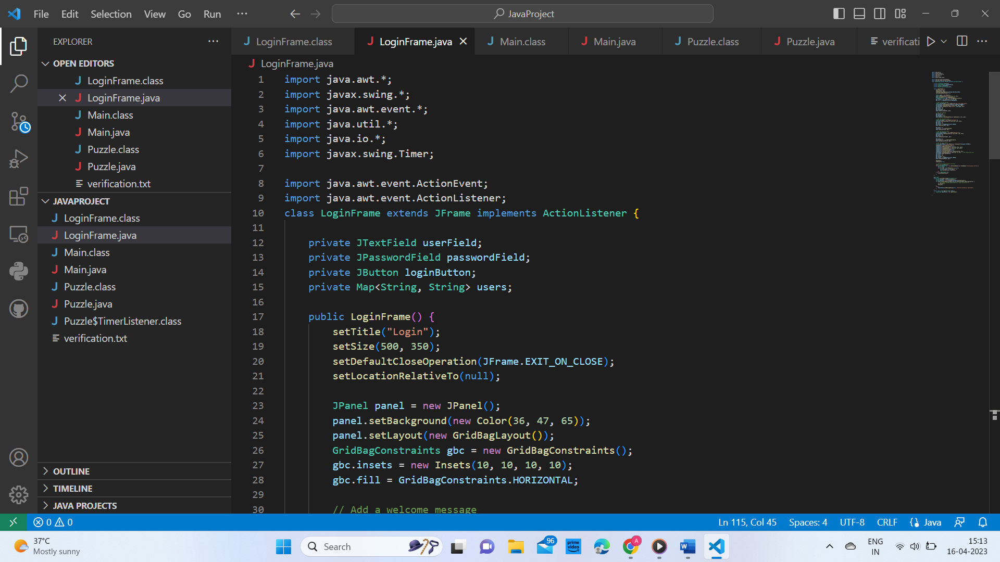 File Edit Selection View Go Run ···
JavaProject
EXPLORER
OPEN EDITORS
LoginFrame.class
LoginFrame.java
Main.class
Main.java
Puzzle.class
Puzzle.java
verification.txt
JAVAPROJECT
LoginFrame.class
LoginFrame.java
Main.class
Main.java
Puzzle.class
Puzzle.java
Puzzle$TimerListener.class
verification.txt
OUTLINE
TIMELINE
JAVA PROJECTS
LoginFrame.class LoginFrame.java Main.class Main.java Puzzle.class Puzzle.java verificati
LoginFrame.java
1 import java.awt.*;
2 import javax.swing.*;
3 import java.awt.event.*;
4 import java.util.*;
5 import java.io.*;
6 import javax.swing.Timer;
7
8 import java.awt.event.ActionEvent;
9 import java.awt.event.ActionListener;
10 class LoginFrame extends JFrame implements ActionListener {
11
12 private JTextField userField;
13 private JPasswordField passwordField;
14 private JButton loginButton;
15 private Map<String, String> users;
16
17 public LoginFrame() {
18 setTitle("Login");
19 setSize(500, 350);
20 setDefaultCloseOperation(JFrame.EXIT_ON_CLOSE);
21 setLocationRelativeTo(null);
22
23 JPanel panel = new JPanel();
24 panel.setBackground(new Color(36, 47, 65));
25 panel.setLayout(new GridBagLayout());
26 GridBagConstraints gbc = new GridBagConstraints();
27 gbc.insets = new Insets(10, 10, 10, 10);
28 gbc.fill = GridBagConstraints.HORIZONTAL;
29
30 // Add a welcome message
0 0
Ln 115, Col 45 Spaces: 4 UTF-8 CRLF Java
37°C
Mostly sunny
Search
96
prime video
A
W
ENG
IN
15:13
16-04-2023